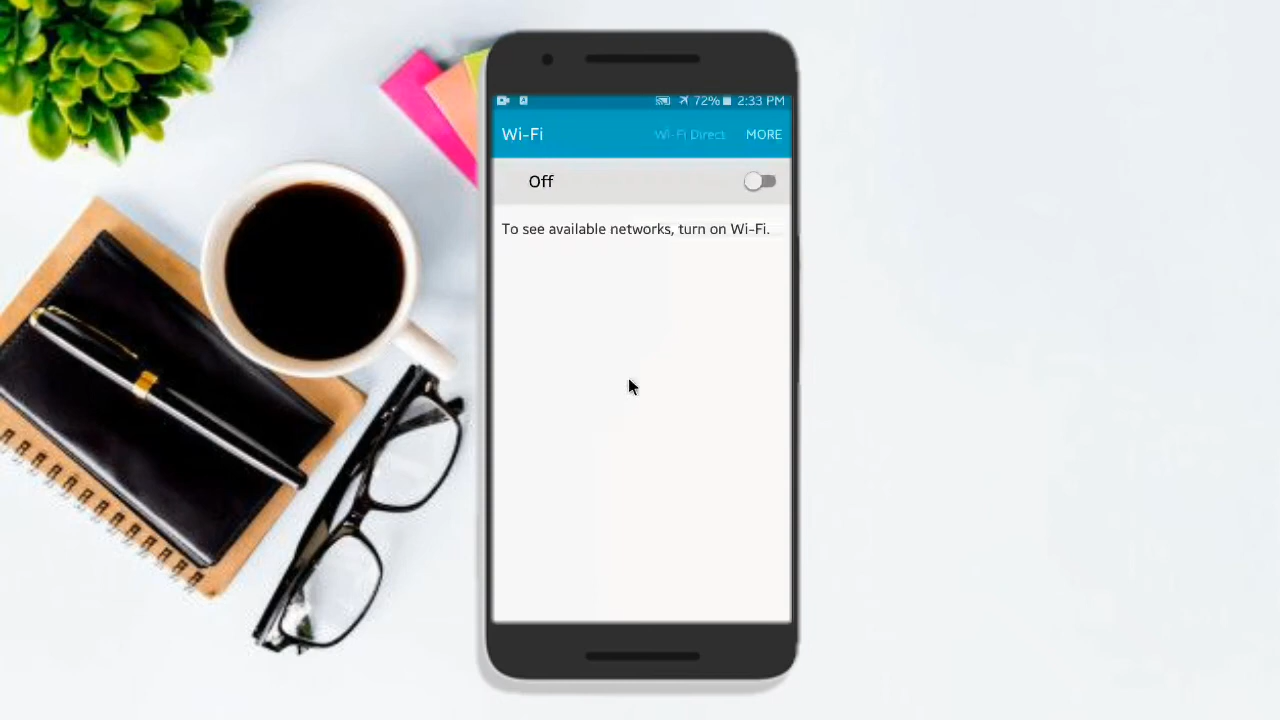 72% 2:33 PM
Wi-Fi Wi-Fi Direct MORE
Off
To see available networks, turn on Wi-Fi.